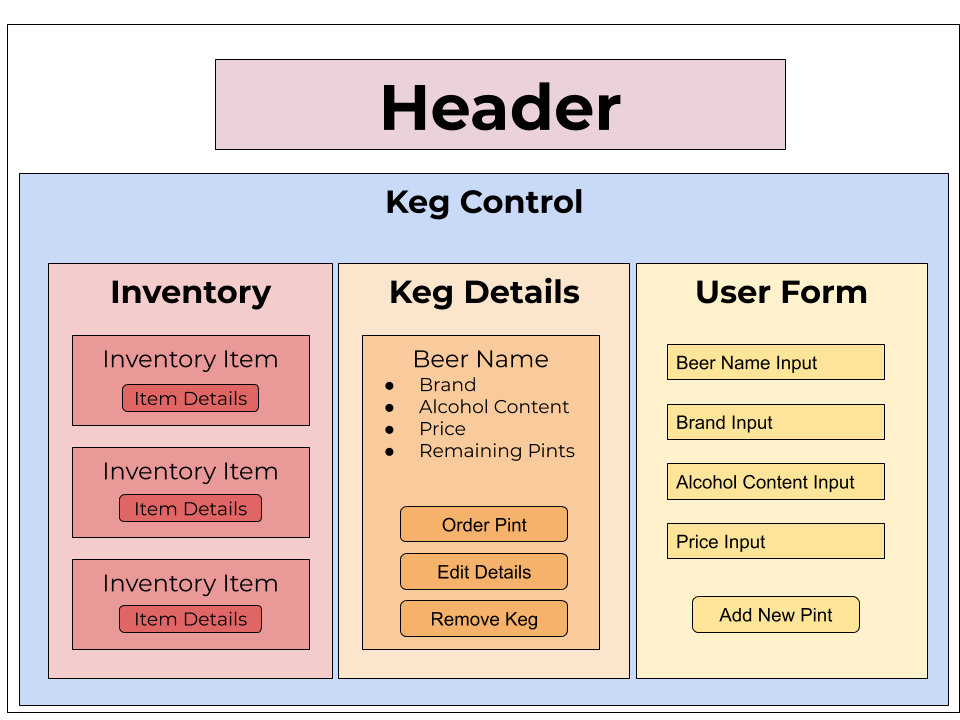 Header
Keg Control
Inventory
Inventory Item
Item Details
Inventory Item
Item Details
Inventory Item
Item Details
Keg Details
Beer Name
● Brand
● Alcohol Content
● Price
● Remaining Pints
Order Pint
Edit Details
Remove Keg
User Form
Beer Name Input
Brand Input
Alcohol Content Input
Price Input
Add New Pint